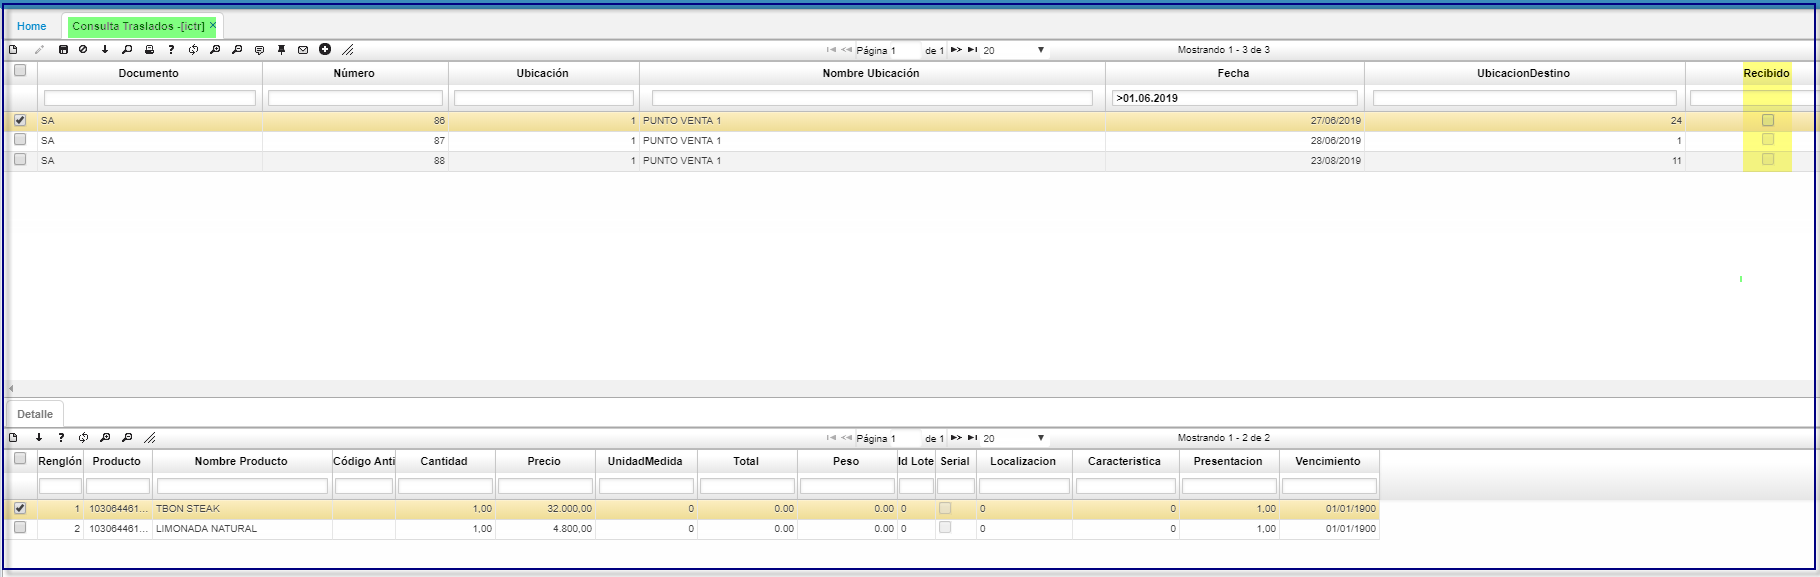 Home Consulta Traslados -[ictr] ×
Página 1 de 1 20 Mostrando 1 - 3 de 3
Documento Número Ubicación Nombre Ubicación Fecha UbicacionDestino Recibido
>01.06.2019
SA 86 1 PUNTO VENTA 1 27/06/2019 24
SA 87 1 PUNTO VENTA 1 28/06/2019 1
SA 88 1 PUNTO VENTA 1 23/08/2019 11
Detalle
Página 1 de 1 20 Mostrando 1 - 2 de 2
Renglón Producto Nombre Producto Código Anti Cantidad Precio UnidadMedida Total Peso Id Lote Serial Localizacion Caracteristica Presentacion Vencimiento
1 103064461... TBON STEAK 1,00 32.000,00 0 0.00 0.00 0 0 0 1,00 01/01/1900
2 103064461... LIMONADA NATURAL 1,00 4.800,00 0 0.00 0.00 0 0 0 1,00 01/01/1900